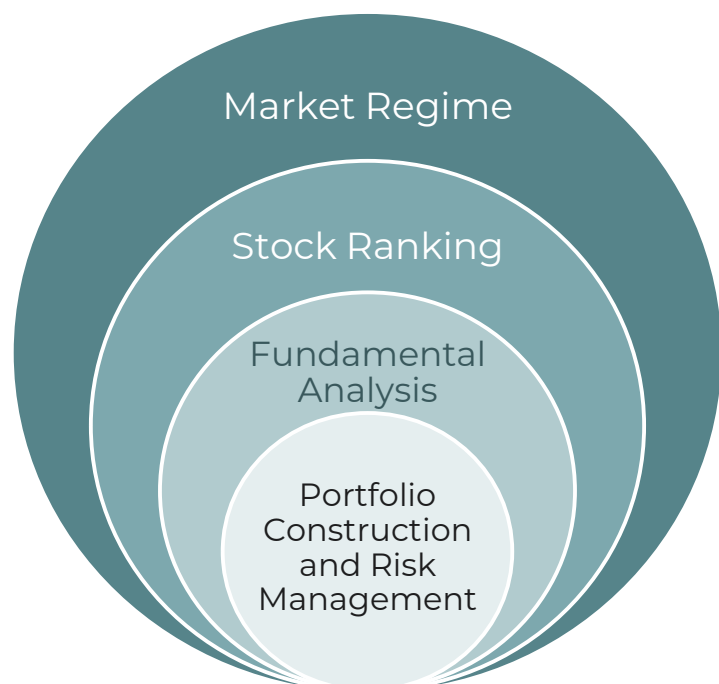 Market Regime
Stock Ranking
Fundamental
Analysis
Portfolio
Construction
and Risk
Management